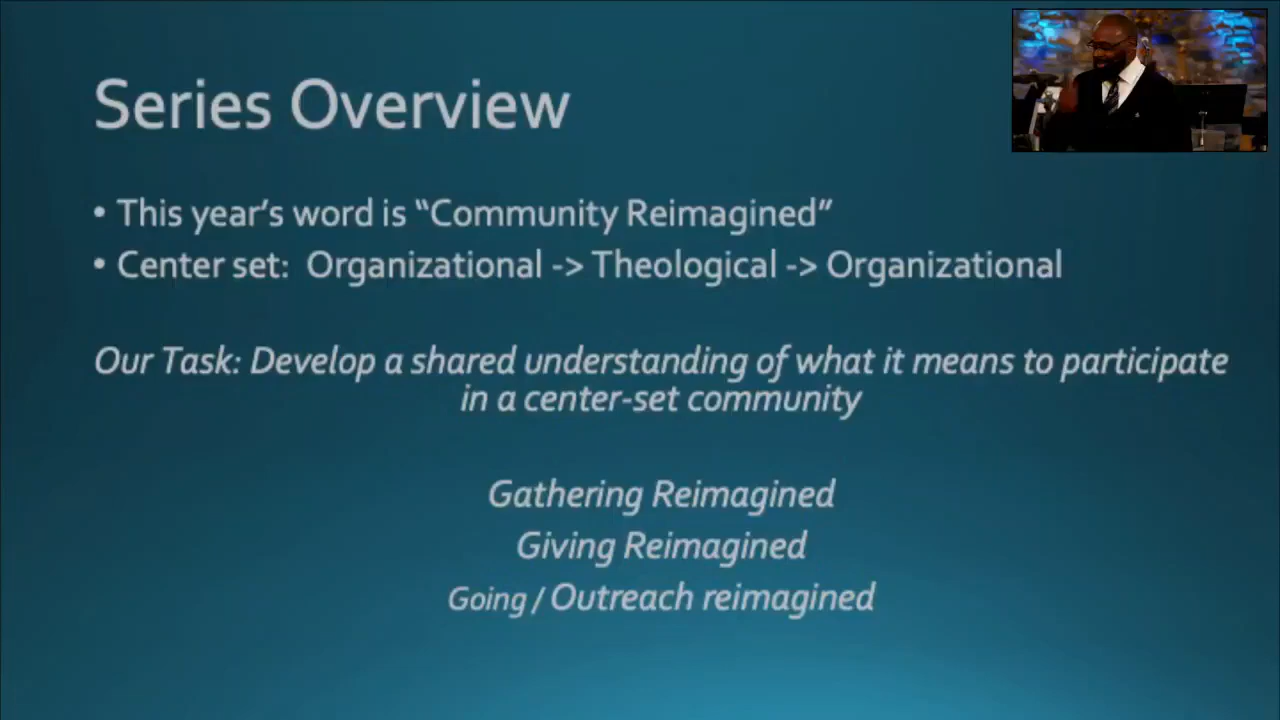 Series Overview
• This year's word is “Community Reimagined”
• Center set:  Organizational -> Theological -> Organizational
Our Task: Develop a shared understanding of what it means to participate
in a center-set community
Gathering Reimagined
Giving Reimagined
Going / Outreach reimagined